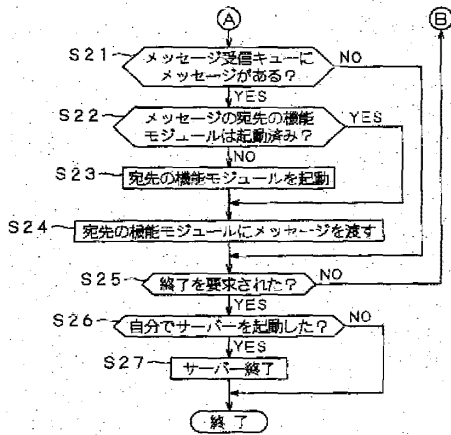 A
B
S21
メッセージ受信キューに
メッセージがある?
NO
YES
S22
メッセージの宛先の機能
モジュールは起動済み?
YES
NO
S23
宛先の機能モジュールを起動
S24
宛先の機能モジュールにメッセージを渡す
S25
終了を要求された?
NO
YES
S26
自分でサーバーを起動した?
NO
YES
S27
サーバー終了
終了